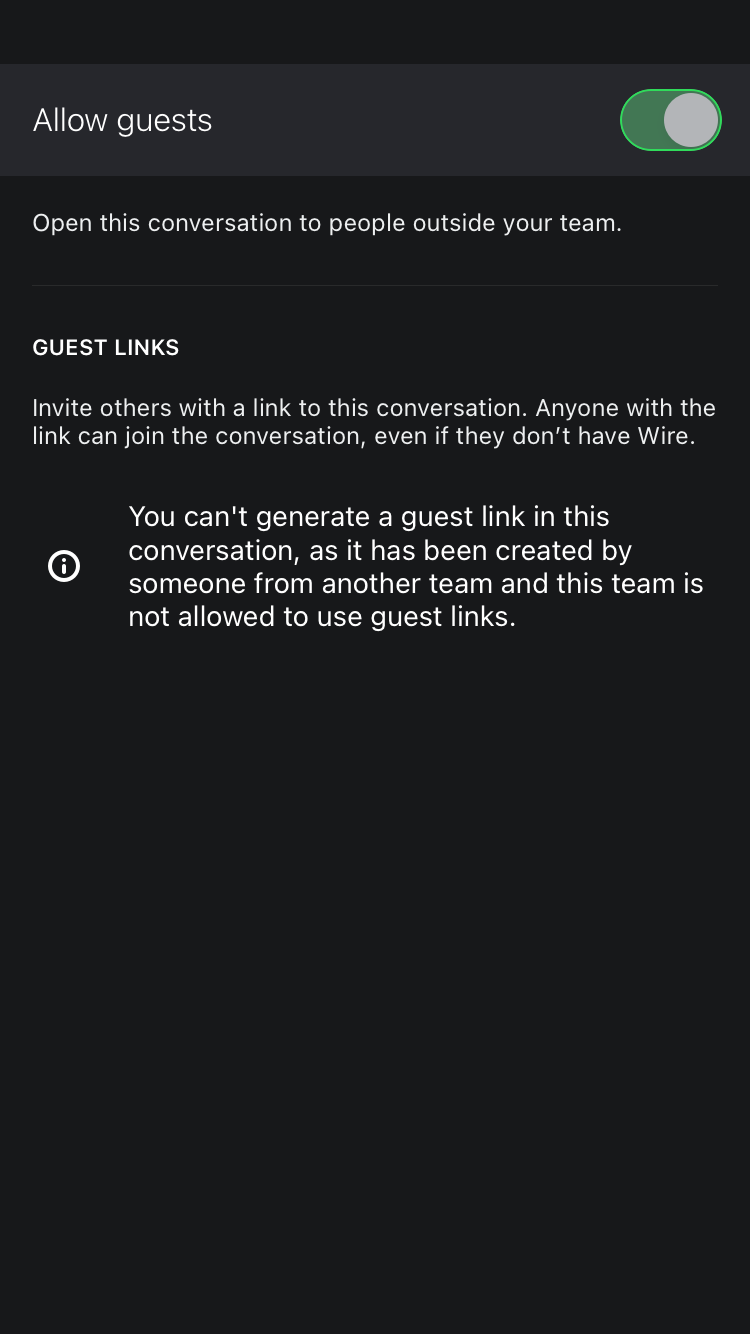 Allow guests
Open this conversation to people outside your team.
GUEST LINKS
Invite others with a link to this conversation. Anyone with the
link can join the conversation, even if they don’t have Wire.
You can't generate a guest link in this
conversation, as it has been created by
someone from another team and this team is
not allowed to use guest links.